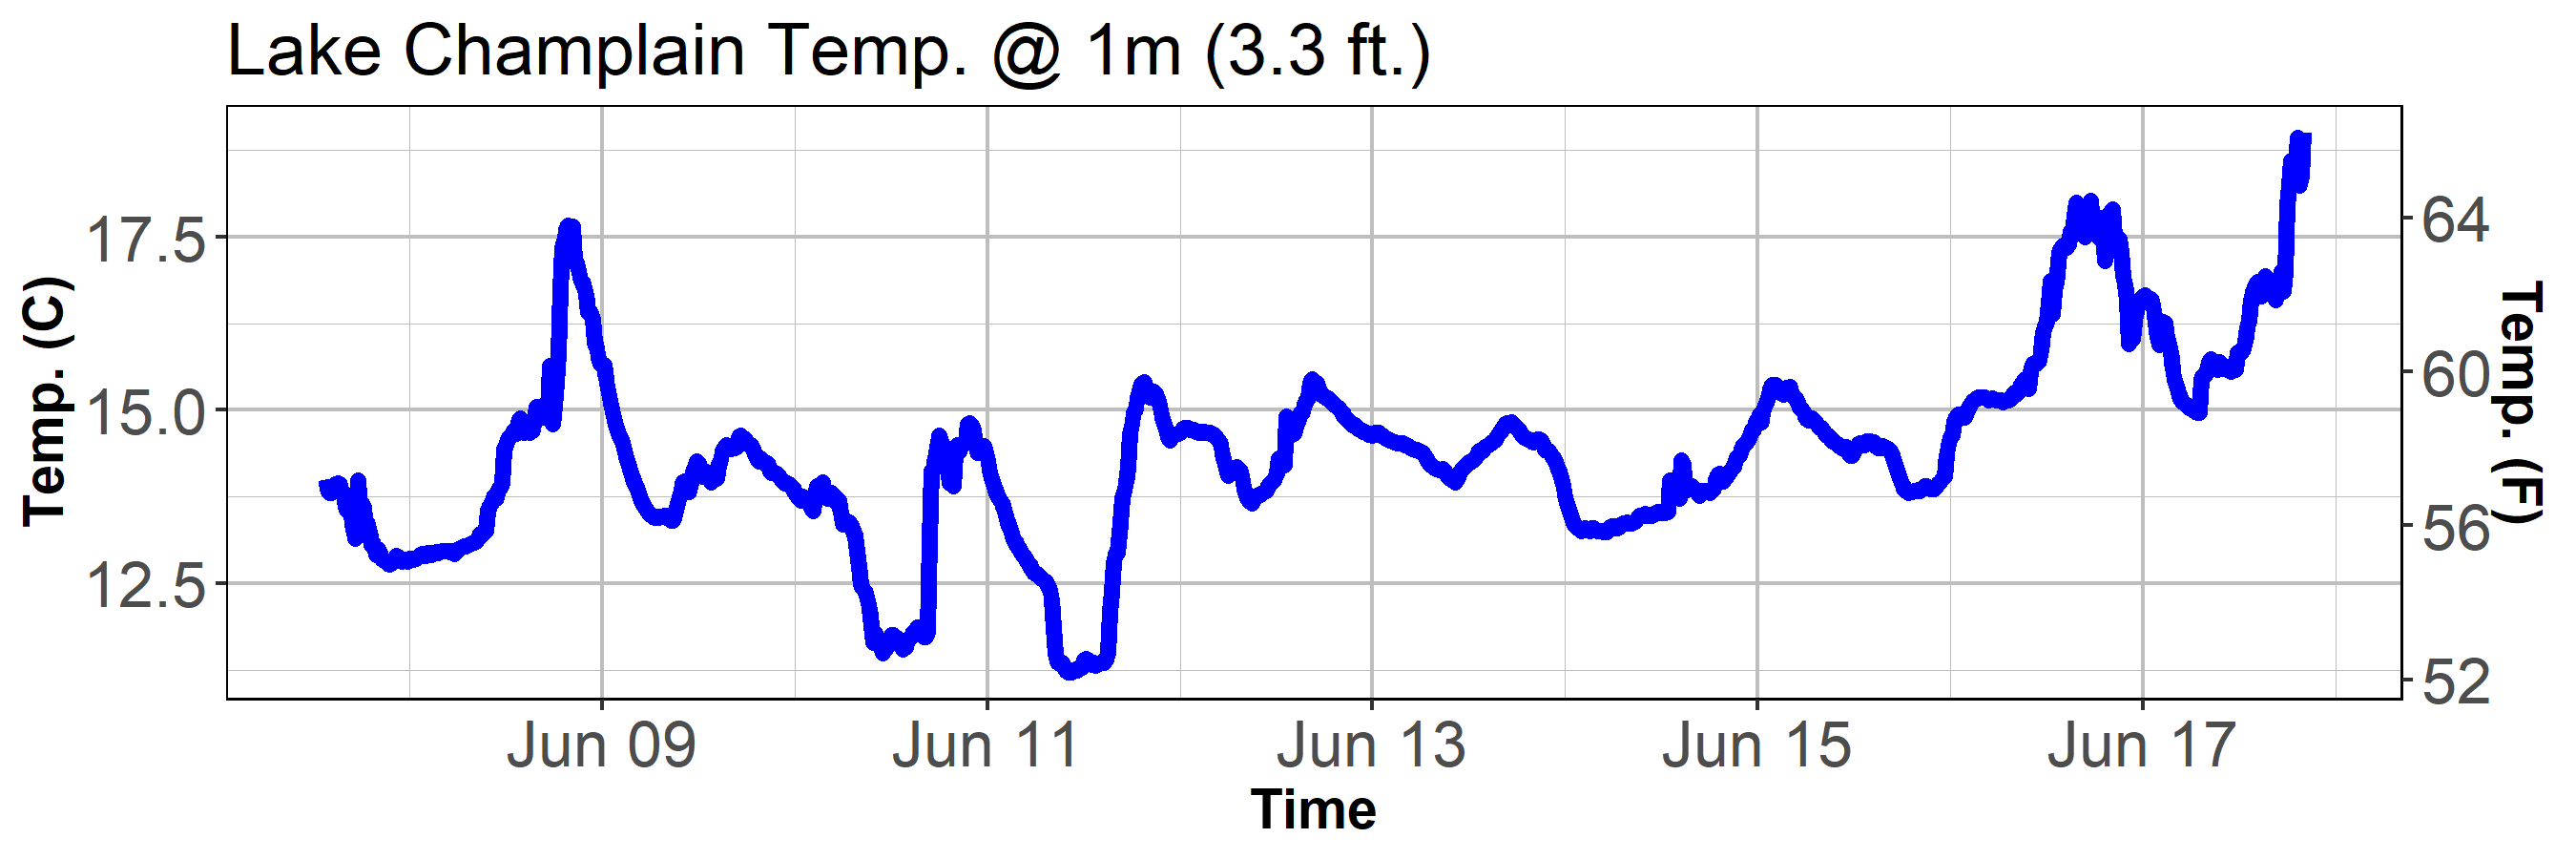 Lake Champlain Temp. @ 1m (3.3 ft.)
Temp. (C)
17.5
15.0
12.5
64
60
56
52
Temp. (F)
Jun 09 Jun 11 Jun 13 Jun 15 Jun 17
Time